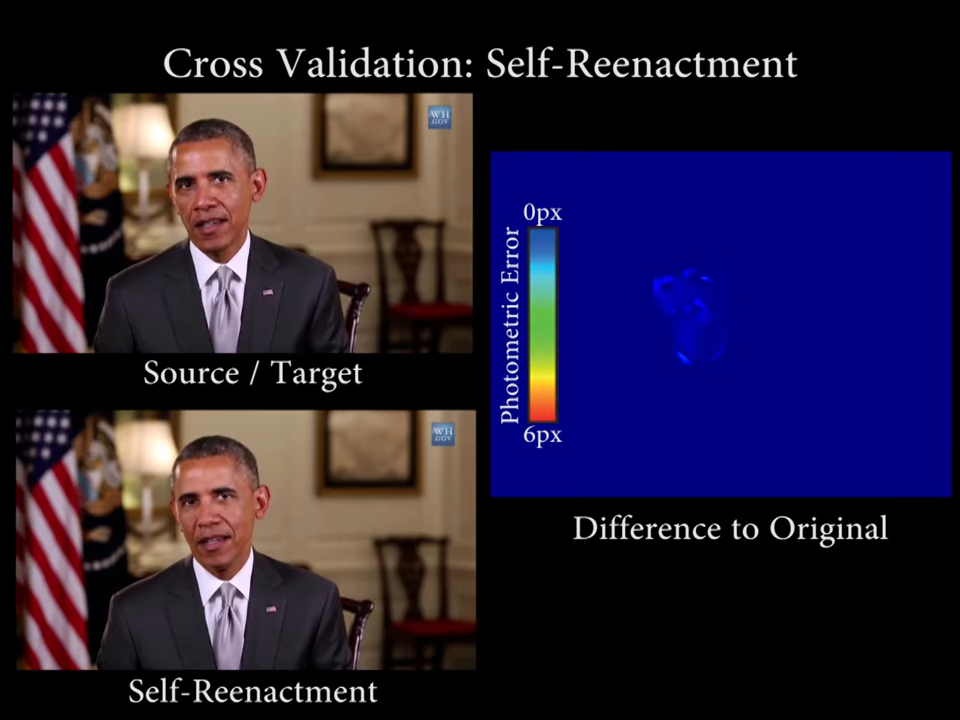 Cross Validation: Self-Reenactment
WH
.GOV
Source / Target
0px
Photometric Error
6px
Difference to Original
WH
.GOV
Self-Reenactment